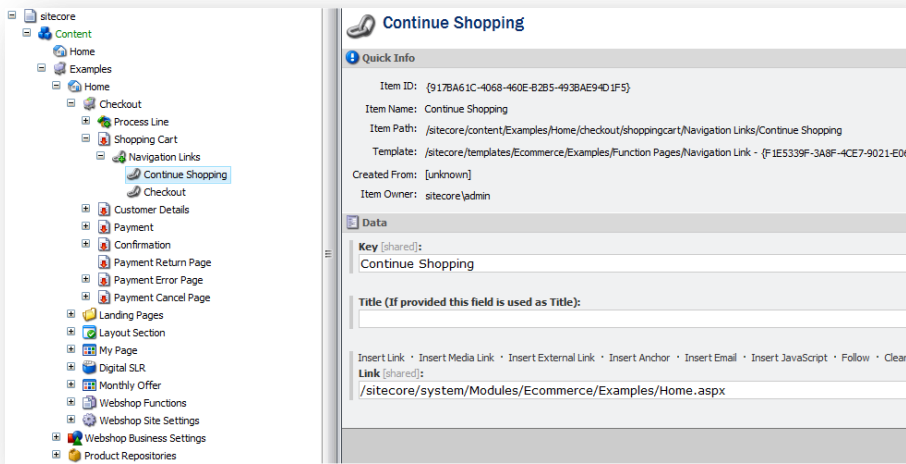 sitecore
Content
Home
Examples
Home
Checkout
Process Line
Shopping Cart
Navigation Links
Continue Shopping
Checkout
Customer Details
Payment
Confirmation
Payment Return Page
Payment Error Page
Payment Cancel Page
Landing Pages
Layout Section
My Page
Digital SLR
Monthly Offer
Webshop Functions
Webshop Site Settings
Webshop Business Settings
Product Repositories
Continue Shopping
Quick Info
Item ID: {917BA61C-4068-460E-B2B5-493BAE94D1F5}
Item Name: Continue Shopping
Item Path: /sitecore/content/Examples/Home/checkout/shoppingcart/Navigation Links/Continue Shopping
Template: /sitecore/templates/Ecommerce/Examples/Function Pages/Navigation Link - {F1E5339F-3A8F-4CE7-9021-E06
Created From: [unknown]
Item Owner: sitecore\admin
Data
Key [shared]:
Continue Shopping
Title (If provided this field is used as Title):
Insert Link · Insert Media Link · Insert External Link · Insert Anchor · Insert Email · Insert JavaScript · Follow · Clear
Link [shared]:
/sitecore/system/Modules/Ecommerce/Examples/Home.aspx